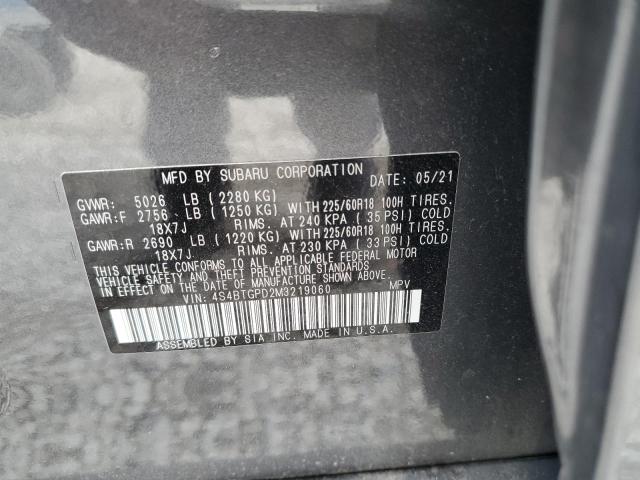 MFD BY SUBARU CORPORATION DATE: 05/21
GVWR: 5026 LB (2280 KG)
GAWR:F 2756 LB (1250 KG) WITH 225/60R18 100H TIRES.
18X7J RIMS. AT 240 KPA (35 PSI) COLD
GAWR:R 2690 LB (1220 KG) WITH 225/60R18 100H TIRES.
18X7J RIMS. AT 230 KPA (33 PSI) COLD
THIS VEHICLE CONFORMS TO ALL APPLICABLE FEDERAL MOTOR
VEHICLE SAFETY AND THEFT PREVENTION STANDARDS IN
EFFECT ON THE DATE OF MANUFACTURE SHOWN ABOVE.
VIN: 4S4BTGPD2M3219060 MPV
ASSEMBLED BY SIA INC. MADE IN U.S.A.